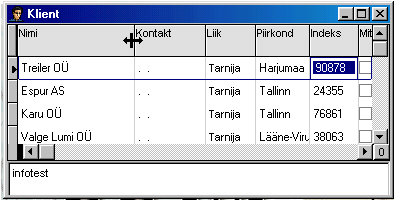 Klient
Nimi Kontakt Liik Piirkond Indeks Mit
Treiler OÜ . . Tarnija Harjumaa 90878
Espur AS . . Tarnija Tallinn 24355
Karu OÜ . . Tarnija Tallinn 76861
Valge Lumi OÜ . . Tarnija Lääne-Viru 38063
0
infotest